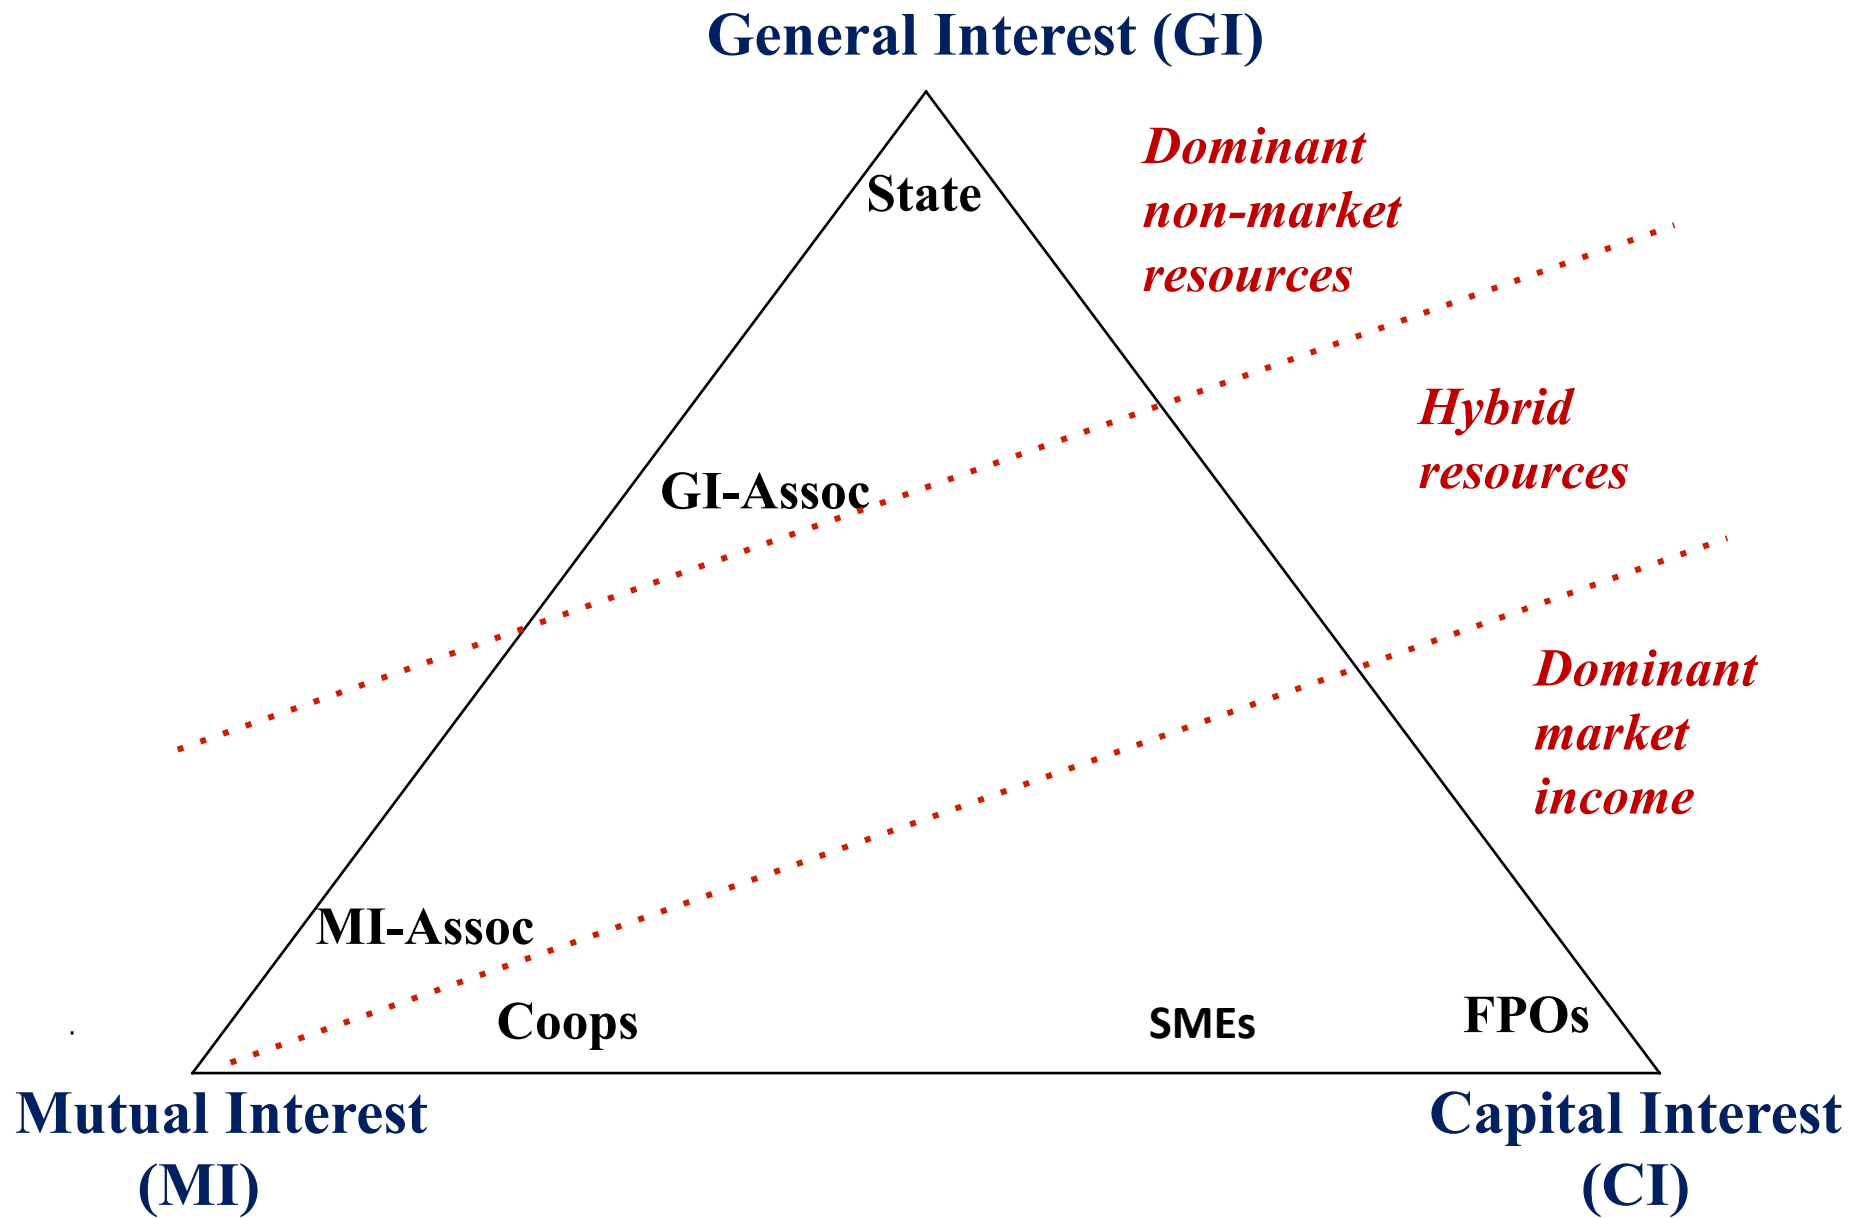 General Interest (GI)
Dominant
non-market
resources
State
Hybrid
resources
GI-Assoc
Dominant
market
income
MI-Assoc
Coops
SMEs
FPOs
.
Mutual Interest
(MI)
Capital Interest
(CI)